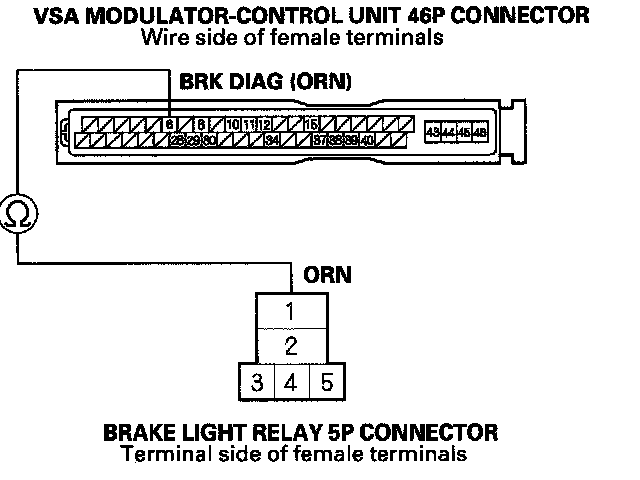 VSA MODULATOR-CONTROL UNIT 46P CONNECTOR
Wire side of female terminals
BRK DIAG (ORN)
6 8 10 11 12 15
28 29 30 34 37 38 39 40
43 44 45 46
Ω
ORN
1
2
3 4 5
BRAKE LIGHT RELAY 5P CONNECTOR
Terminal side of female terminals